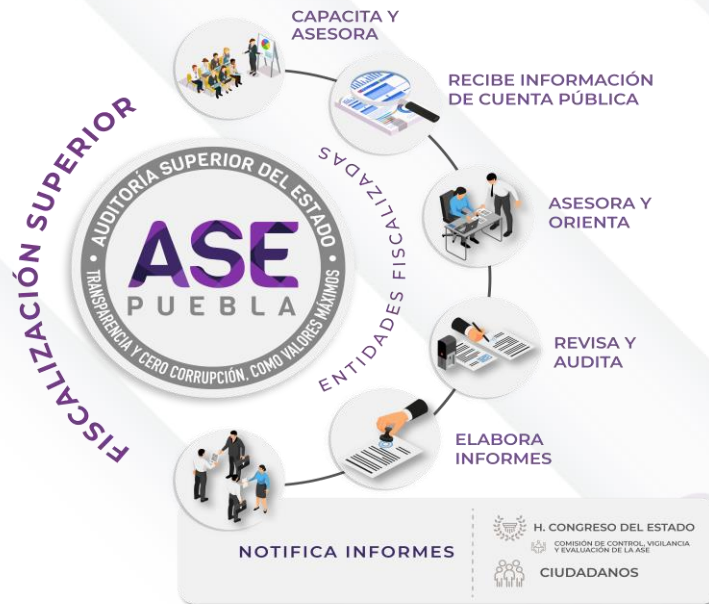 CAPACITA Y
ASESORA
RECIBE INFORMACIÓN
DE CUENTA PÚBLICA
FISCALIZACIÓN SUPERIOR
AUDITORÍA SUPERIOR DEL ESTADO
ASE
PUEBLA
• TRANSPARENCIA Y CERO CORRUPCIÓN, COMO VALORES MÁXIMOS •
ENTIDADES FISCALIZADAS
ASESORA Y
ORIENTA
REVISA Y
AUDITA
ELABORA
INFORMES
NOTIFICA INFORMES
H. CONGRESO DEL ESTADO
COMISIÓN DE CONTROL, VIGILANCIA
Y EVALUACIÓN DE LA ASE
CIUDADANOS